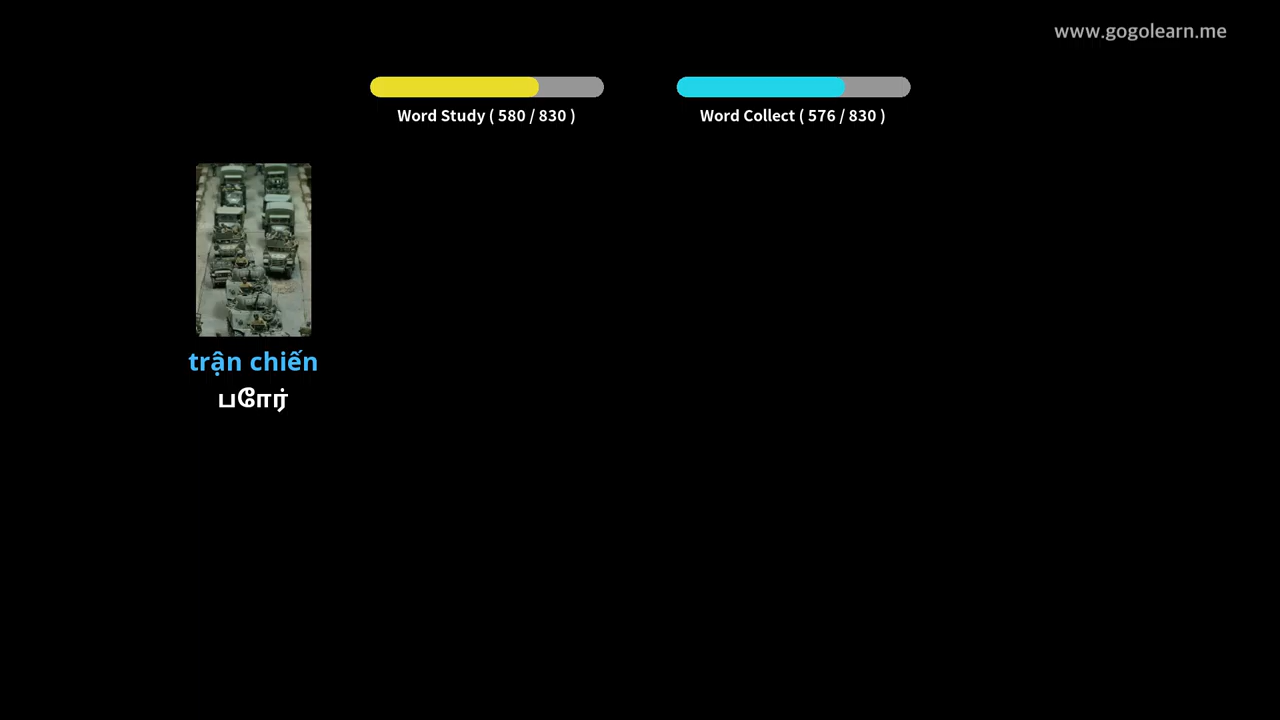 www.gogolearn.me
Word Study ( 580 / 830 )
Word Collect ( 576 / 830 )
trận chiến
போர்